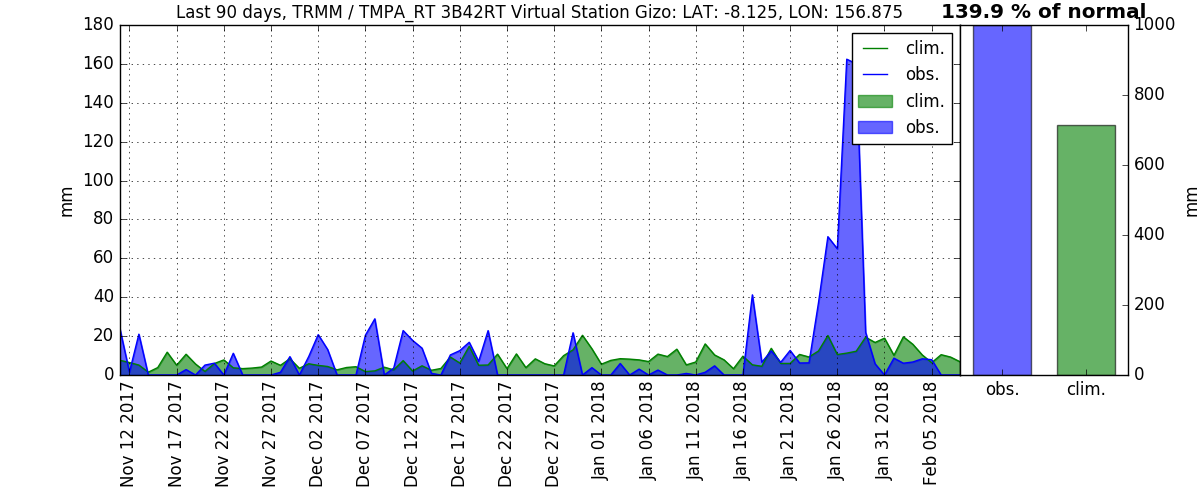 Last 90 days, TRMM / TMPA_RT 3B42RT Virtual Station Gizo: LAT: -8.125, LON: 156.875
139.9 % of normal
180
160
140
120
100
80
60
40
20
0
mm
clim.
obs.
clim.
obs.
1000
800
600
400
200
0
mm
Nov 12 2017
Nov 17 2017
Nov 22 2017
Nov 27 2017
Dec 02 2017
Dec 07 2017
Dec 12 2017
Dec 17 2017
Dec 22 2017
Dec 27 2017
Jan 01 2018
Jan 06 2018
Jan 11 2018
Jan 16 2018
Jan 21 2018
Jan 26 2018
Jan 31 2018
Feb 05 2018
obs.
clim.